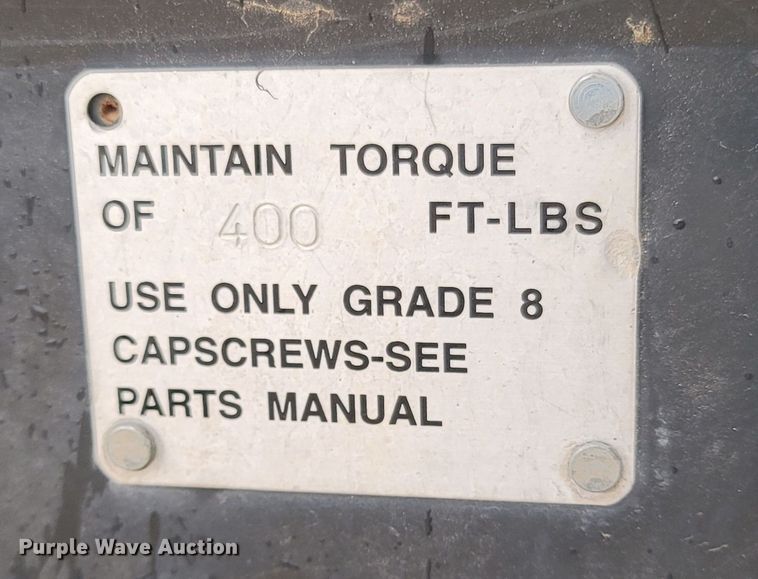 MAINTAIN TORQUE
OF 400 FT-LBS
USE ONLY GRADE 8
CAPSCREWS-SEE
PARTS MANUAL
Purple Wave Auction